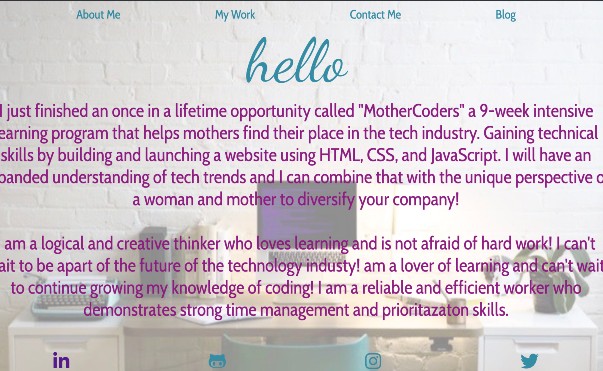 About Me My Work Contact Me Blog
hello
I just finished an once in a lifetime opportunity called "MotherCoders" a 9-week intensive
earning program that helps mothers find their place in the tech industry. Gaining technical
skills by building and launching a website using HTML, CSS, and JavaScript. I will have an
panded understanding of tech trends and I can combine that with the unique perspective o
a woman and mother to diversify your company!
am a logical and creative thinker who loves learning and is not afraid of hard work! I can't
ait to be apart of the future of the technology industy! am a lover of learning and can't wait
to continue growing my knowledge of coding! I am a reliable and efficient worker who
demonstrates strong time management and prioritazaton skills.
in